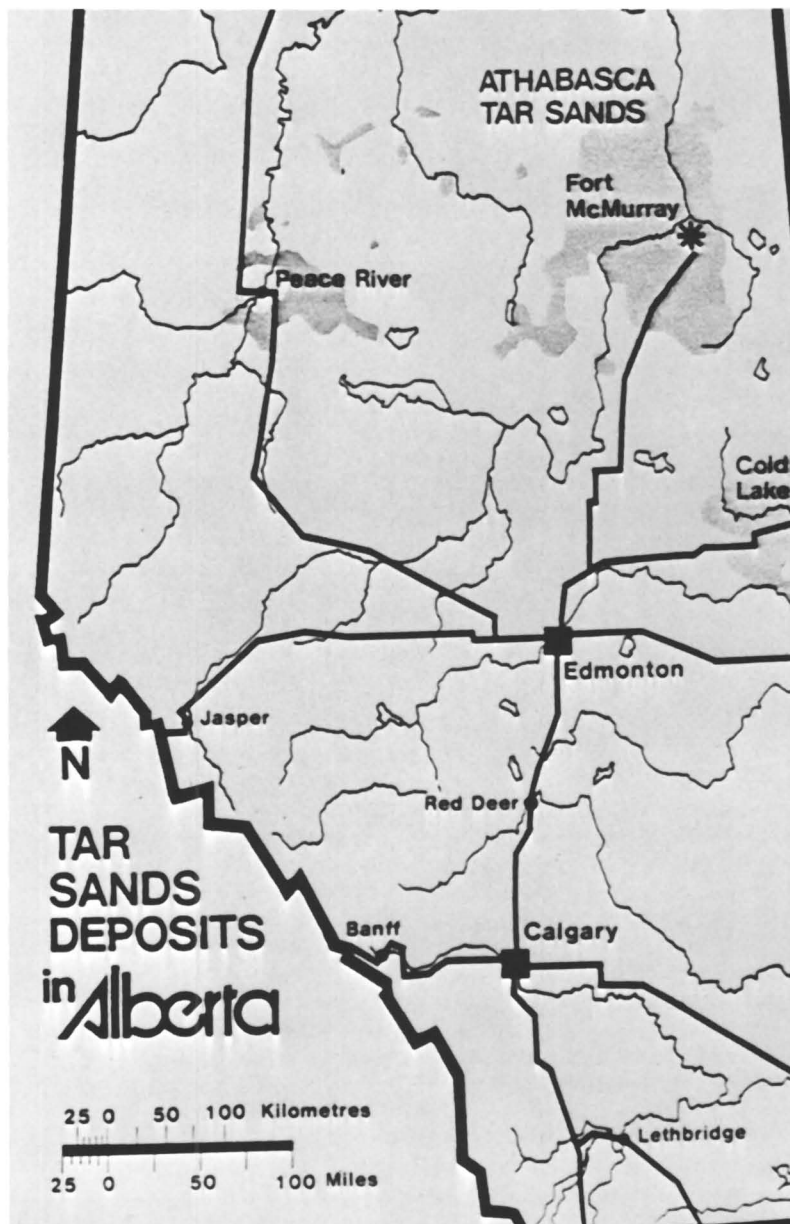 ATHABASCA
TAR SANDS
Fort
McMurray
Peace River
Cold
Lake
Edmonton
Jasper
N
Red Deer
TAR
SANDS
DEPOSITS
in Alberta
Banff
Calgary
25 0 50 100 Kilometres
25 0 50 100 Miles
Lethbridge